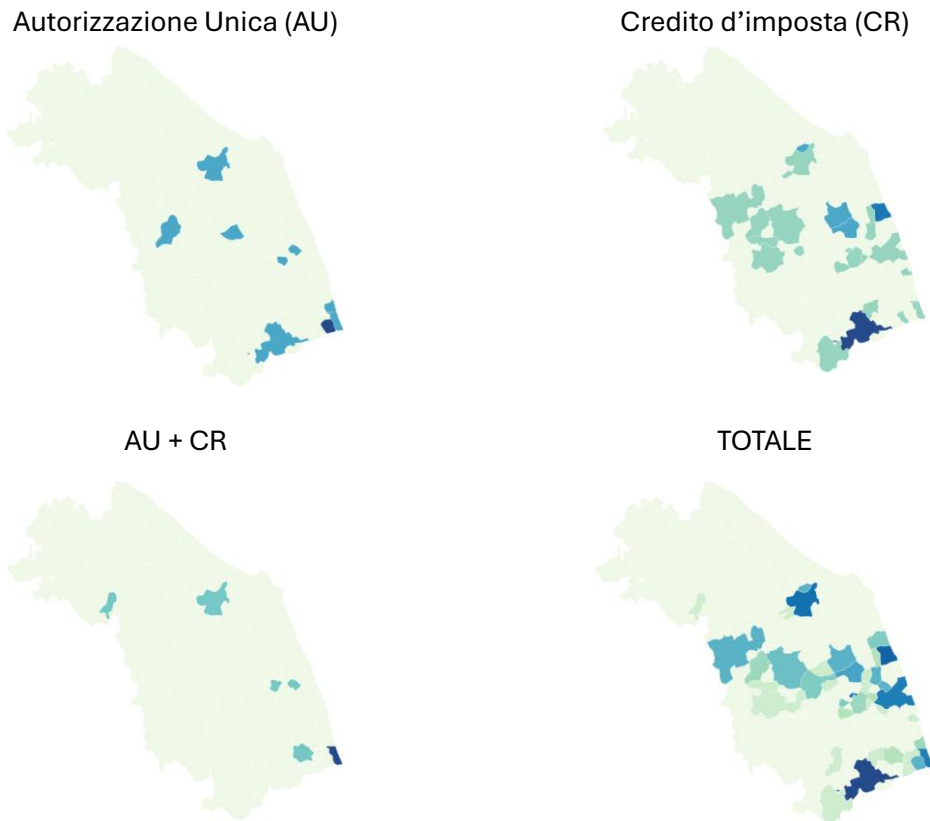 Autorizzazione Unica (AU)
Credito d’imposta (CR)
AU + CR
TOTALE